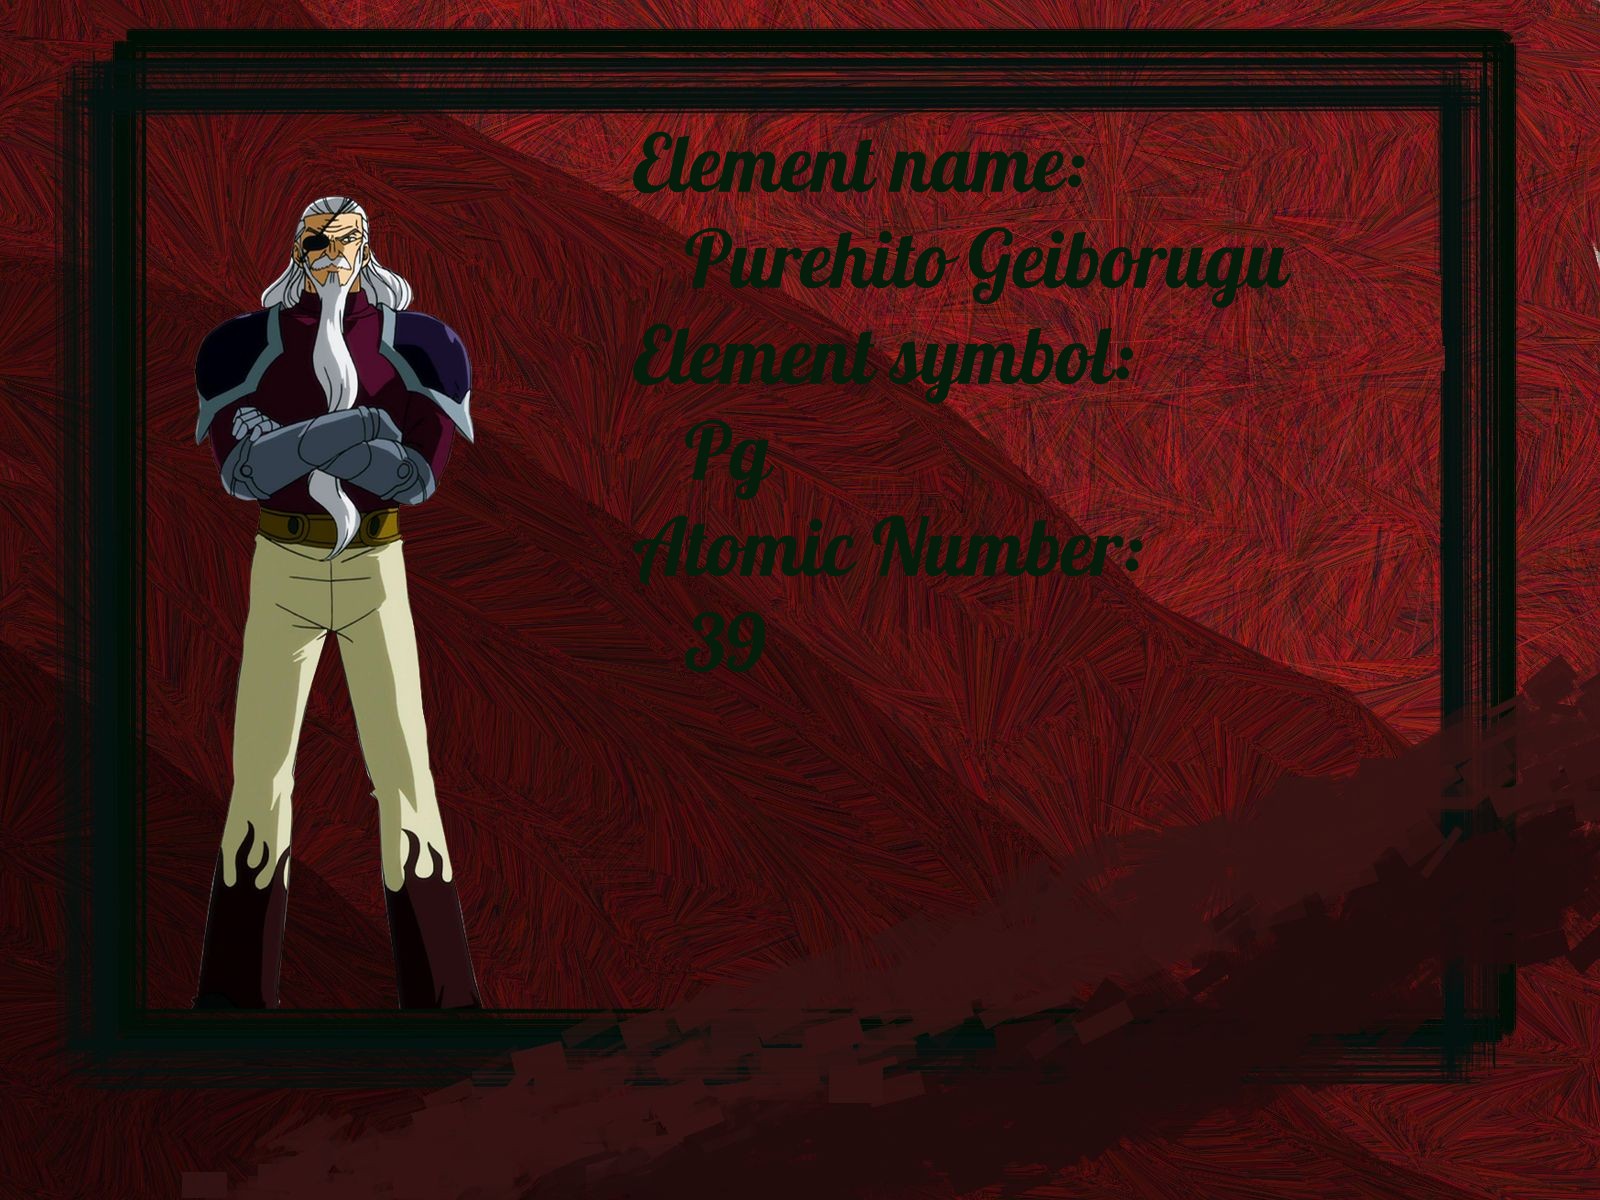 Element name:
Purehito Geiborugu
Element symbol:
Pg
Atomic Number:
39